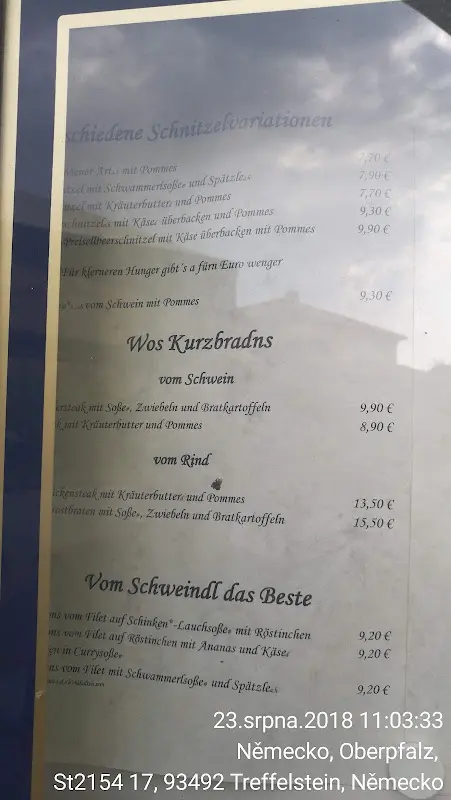 schiedene Schnitzelvariationen
Wiener Art mit Pommes 7,70 €
mit Schwammerlsoße und Spätzle 7,90 €
mit Kräuterbutter und Pommes 7,70 €
schnitzel mit Käse überbacken und Pommes 9,30 €
Preiselbeerschnitzel mit Käse überbacken mit Pommes 9,90 €
Für kleineren Hunger gibt´s a fürn Euro wenger
vom Schwein mit Pommes 9,30 €
Wos Kurzbradns
vom Schwein
steak mit Soße, Zwiebeln und Bratkartoffeln 9,90 €
k mit Kräuterbutter und Pommes 8,90 €
vom Rind
ckensteak mit Kräuterbutter und Pommes 13,50 €
ostbraten mit Soße, Zwiebeln und Bratkartoffeln 15,50 €
Vom Schweindl das Beste
ns vom Filet auf Schinken-Lauchsoße mit Röstinchen 9,20 €
ns vom Filet auf Röstinchen mit Ananas und Käse 9,20 €
in Currysoße
ns vom Filet mit Schwammerlsoße und Spätzle 9,20 €
23.srpna.2018 11:03:33
Německo, Oberpfalz,
St2154 17, 93492 Treffelstein, Německo